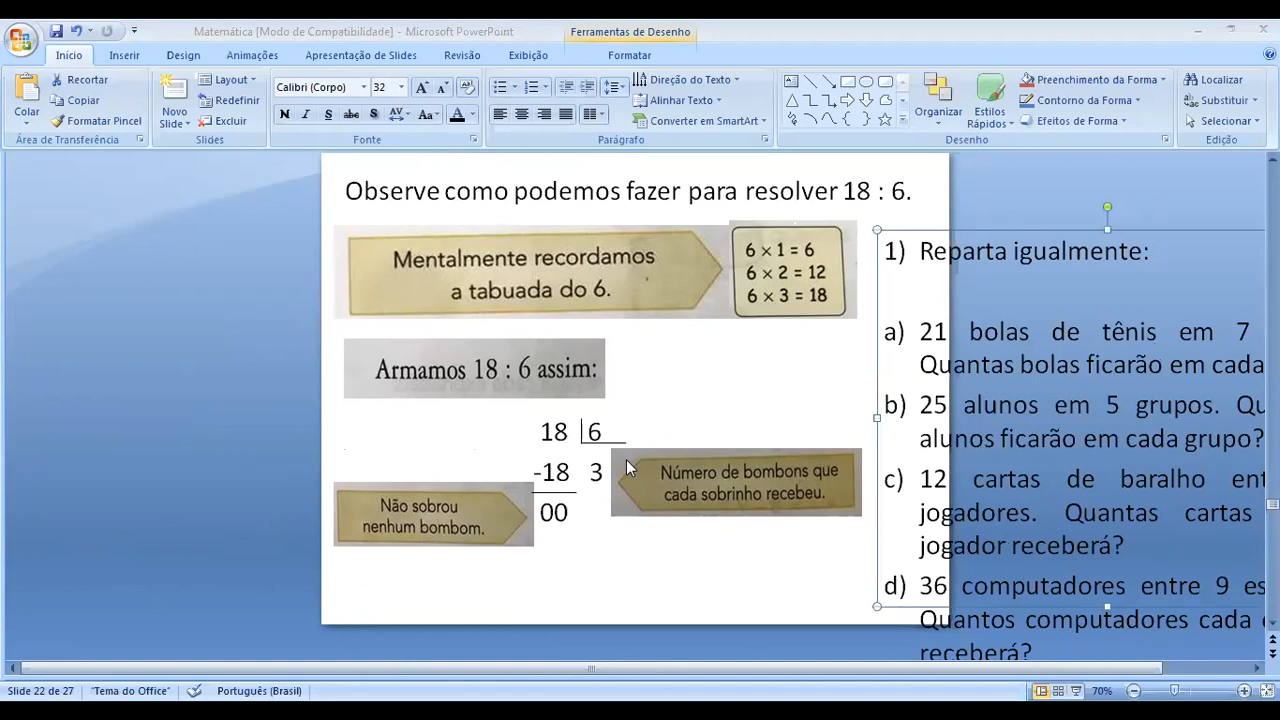 Matemática [Modo de Compatibilidade] - Microsoft PowerPoint
Ferramentas de Desenho
Início Inserir Design Animações Apresentação de Slides Revisão Exibição Formatar
Colar
Recortar
Copiar
Formatar Pincel
Área de Transferência
Novo
Slide
Layout
Redefinir
Excluir
Slides
Calibri (Corpo) 32
N I S abc AV Aa A
Fonte
Direção do Texto
Alinhar Texto
Converter em SmartArt
Parágrafo
Organizar
Estilos
Rápidos
Preenchimento da Forma
Contorno da Forma
Efeitos de Forma
Desenho
Localizar
Substituir
Selecionar
Edição
Observe como podemos fazer para resolver 18 : 6.
Mentalmente recordamos
a tabuada do 6.
6 × 1 = 6
6 × 2 = 12
6 × 3 = 18
Armamos 18 : 6 assim:
18 6
-18 3
00
Número de bombons que
cada sobrinho recebeu.
Não sobrou
nenhum bombom.
1) Reparta igualmente:
a) 21 bolas de tênis em 7
Quantas bolas ficarão em cada
b) 25 alunos em 5 grupos. Qu
alunos ficarão em cada grupo?
c) 12 cartas de baralho ent
jogadores. Quantas cartas
jogador receberá?
d) 36 computadores entre 9 es
Quantos computadores cada
receberá?
Slide 22 de 27 "Tema do Office" Português (Brasil) 70%